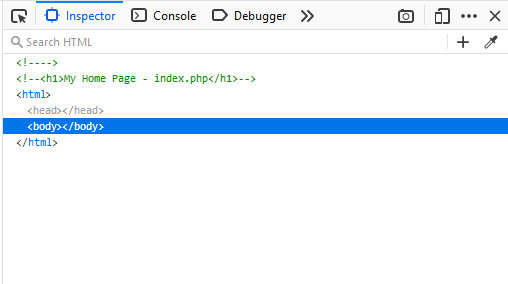 Inspector Console Debugger
Search HTML
<!---->
<!--<h1>My Home Page - index.php</h1>-->
<html>
<head></head>
<body></body>
</html>